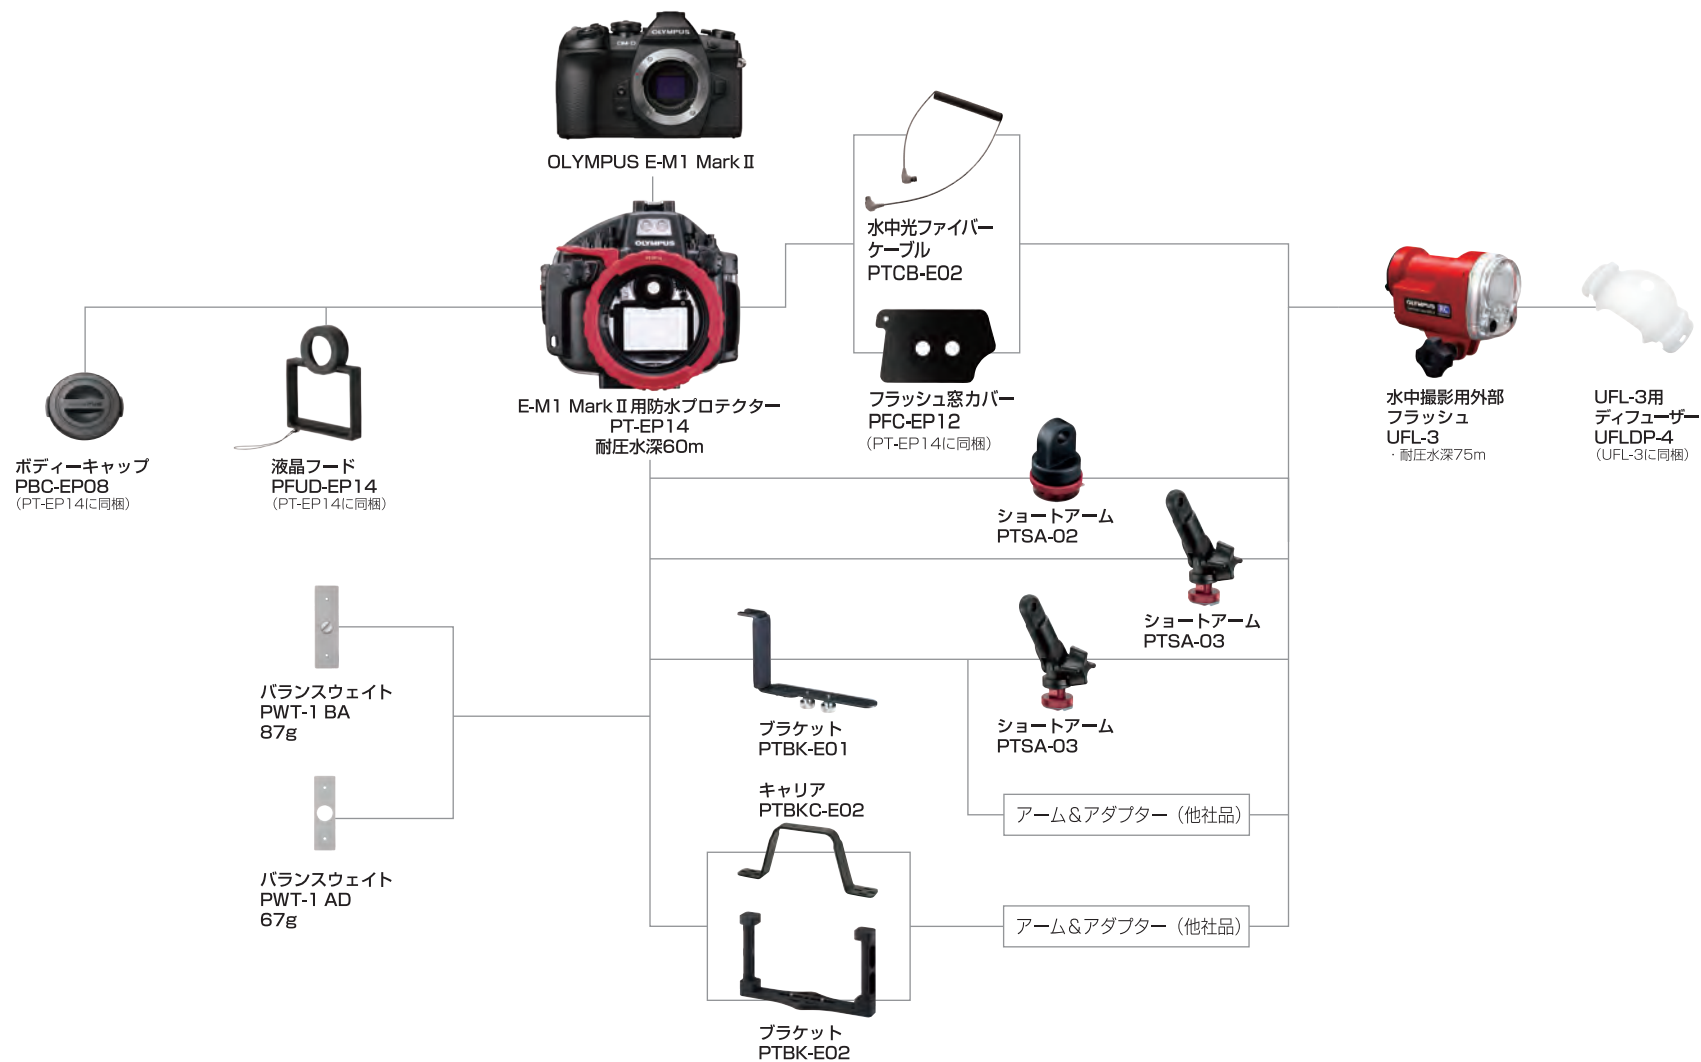 OLYMPUS
OM-D
OLYMPUS E-M1 Mark II
OLYMPUS
E-M1 Mark II用防水プロテクター
PT-EP14
耐圧水深60m
ボディーキャップ
PBC-EP08
(PT-EP14に同梱)
液晶フード
PFUD-EP14
(PT-EP14に同梱)
水中光ファイバー
ケーブル
PTCB-E02
フラッシュ窓カバー
PFC-EP12
(PT-EP14に同梱)
OLYMPUS RC
水中撮影用外部
フラッシュ
UFL-3
・耐圧水深75m
UFL-3用
ディフューザー
UFLDP-4
(UFL-3に同梱)
ショートアーム
PTSA-02
ショートアーム
PTSA-03
バランスウェイト
PWT-1 BA
87g
ブラケット
PTBK-E01
ショートアーム
PTSA-03
キャリア
PTBKC-E02
アーム&アダプター（他社品）
バランスウェイト
PWT-1 AD
67g
アーム&アダプター（他社品）
ブラケット
PTBK-E02